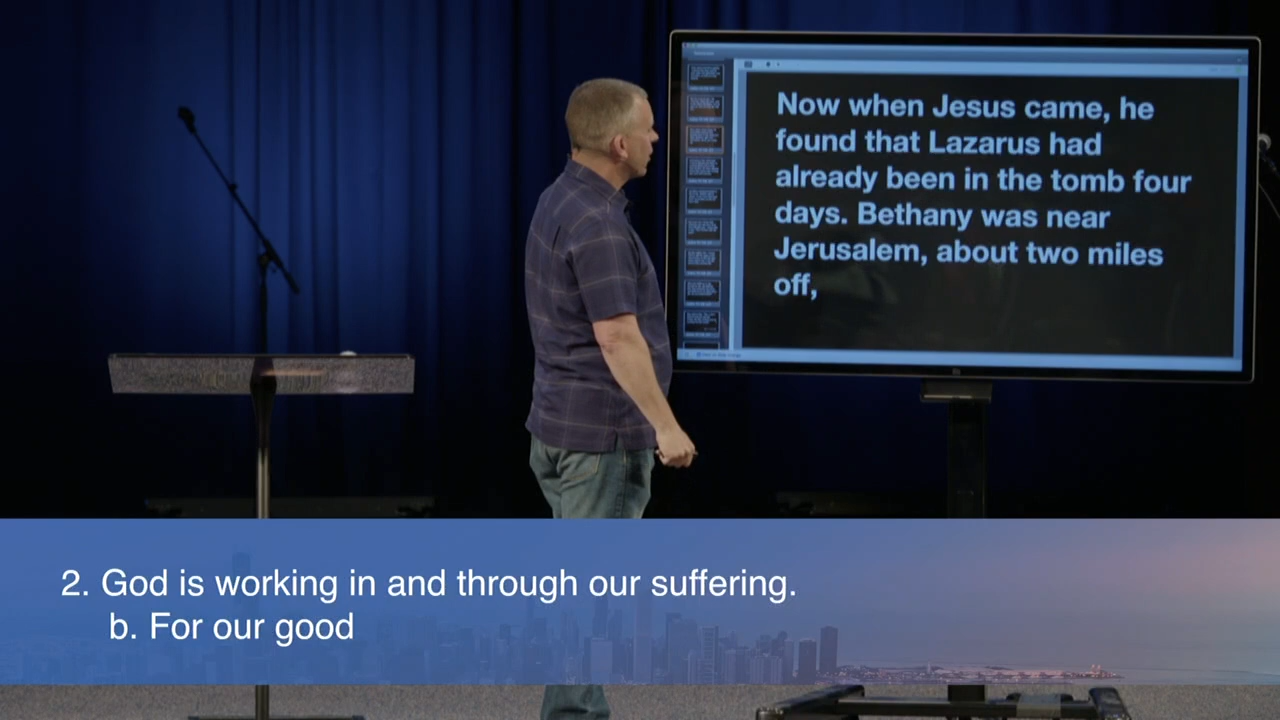 Now when Jesus came, he
found that Lazarus had
already been in the tomb four
days. Bethany was near
Jerusalem, about two miles
off,
2. God is working in and through our suffering.
b. For our good